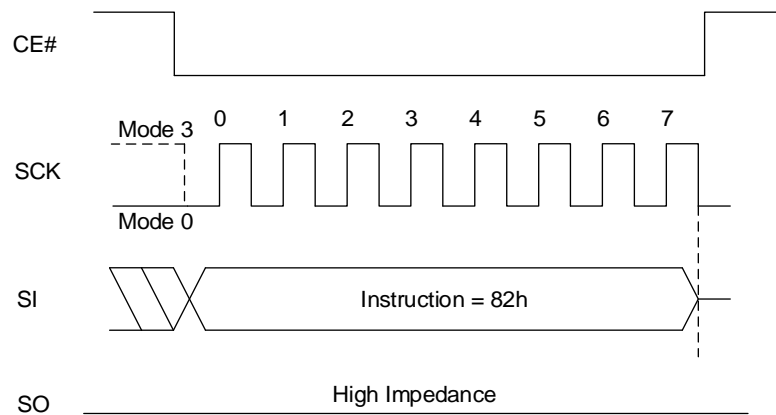 CE#
0 1 2 3 4 5 6 7
Mode 3
SCK
Mode 0
SI
Instruction = 82h
High Impedance
SO